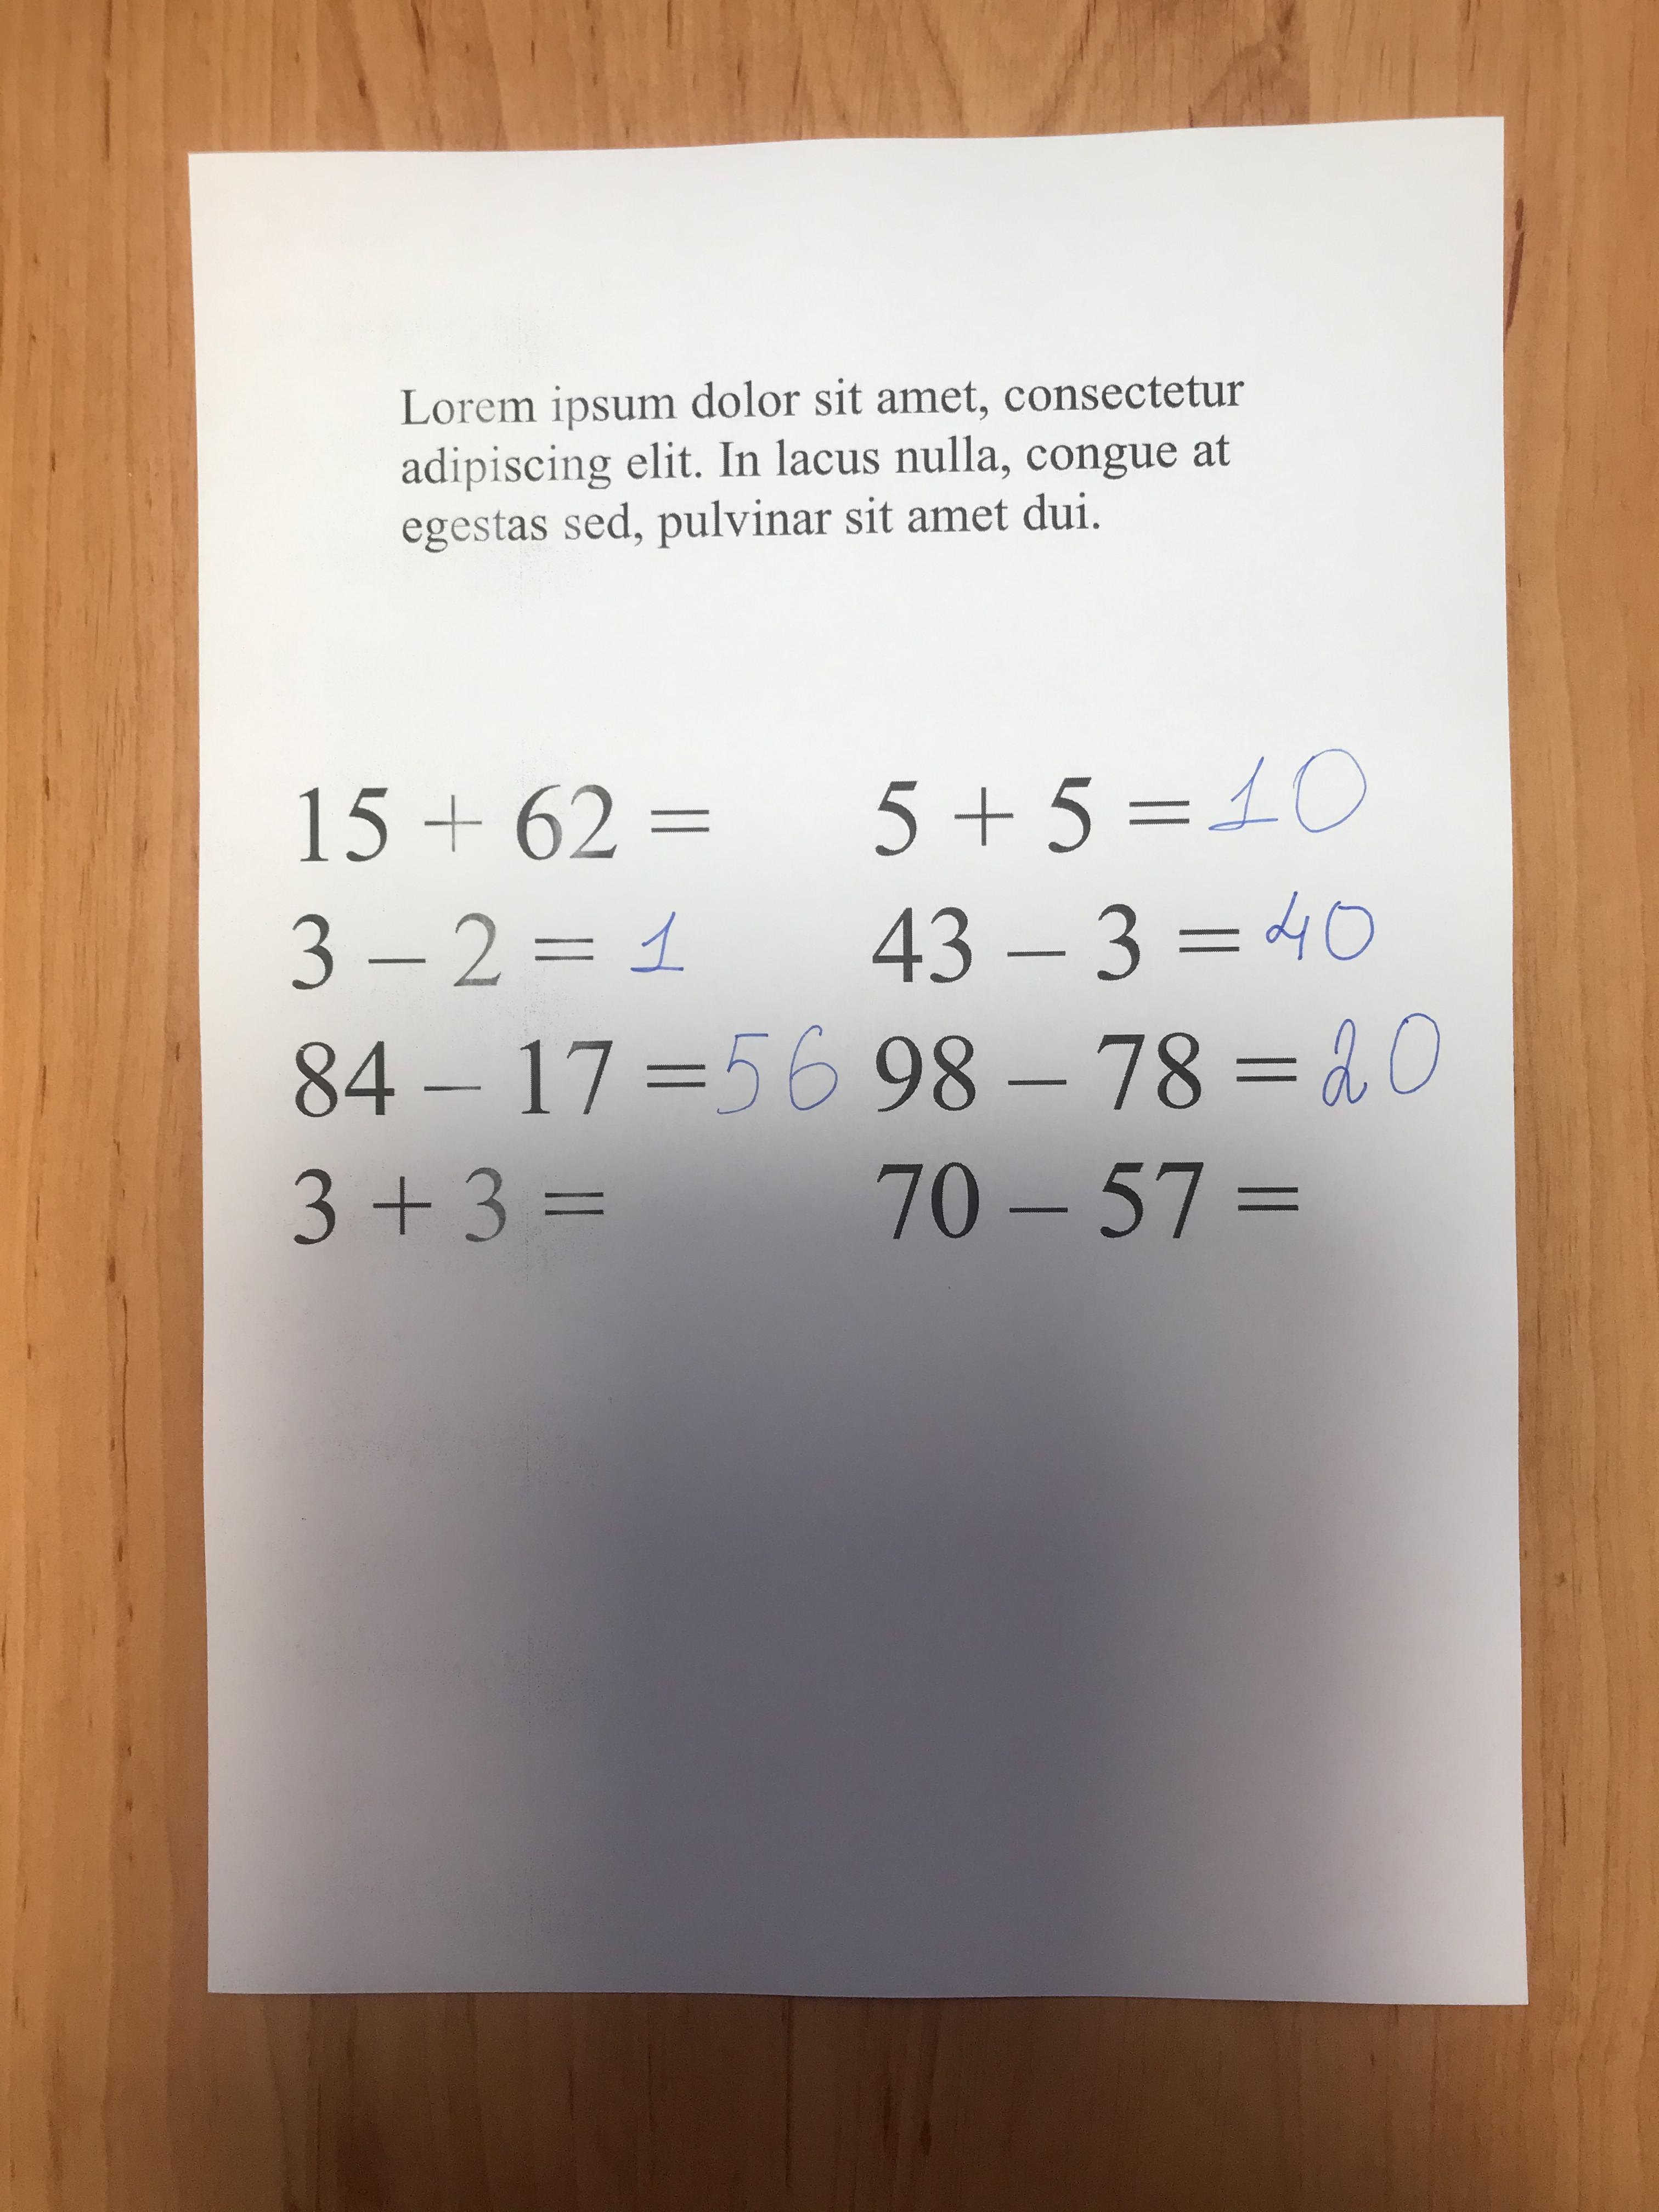 Lorem ipsum dolor sit amet, consectetur
adipiscing elit. In lacus nulla, congue at
egestas sed, pulvinar sit amet dui.
15 + 62 =
3 – 2 = 1
84 – 17 = 56
3 + 3 =
5 + 5 = 10
43 – 3 = 40
98 – 78 = 20
70 – 57 =